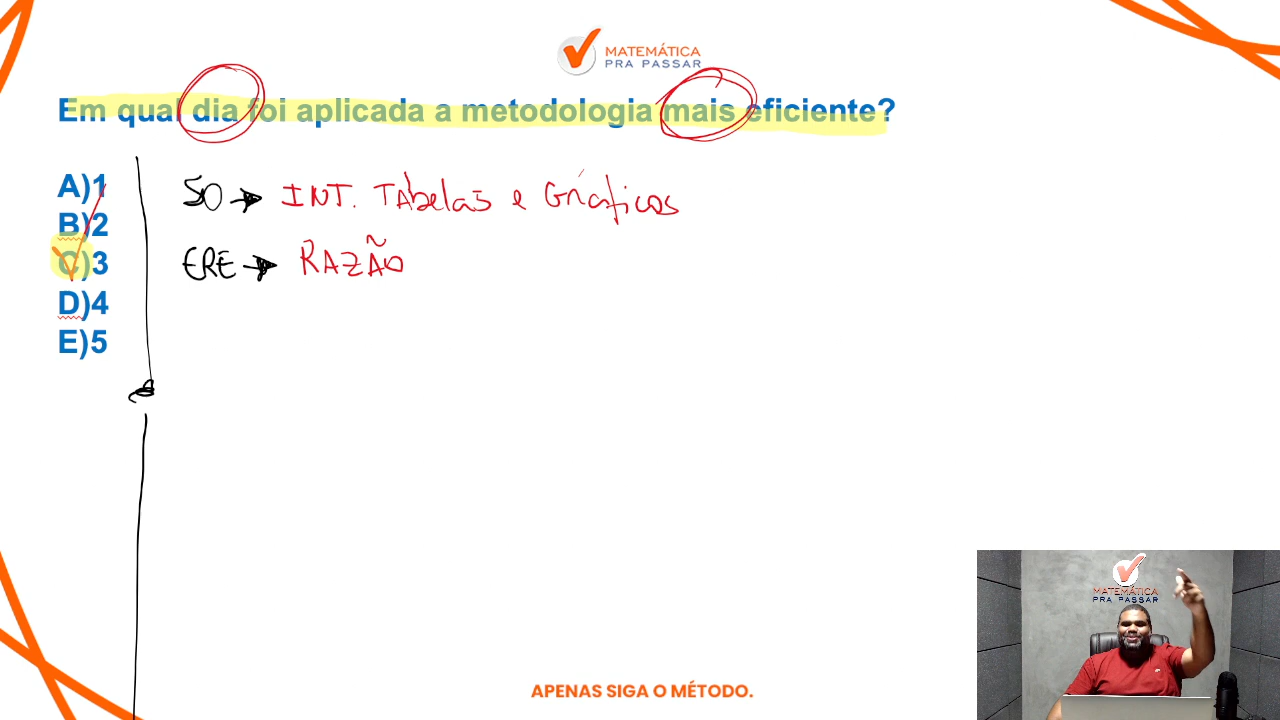 MATEMÁTICA
PRA PASSAR
Em qual dia foi aplicada a metodologia mais eficiente?
A)1
B)2
C)3
D)4
E)5
SO → INT. TAbelas e Gráficos
ERE → RAZÃO
MATEMÁTICA
PRA PASSAR
APENAS SIGA O MÉTODO.